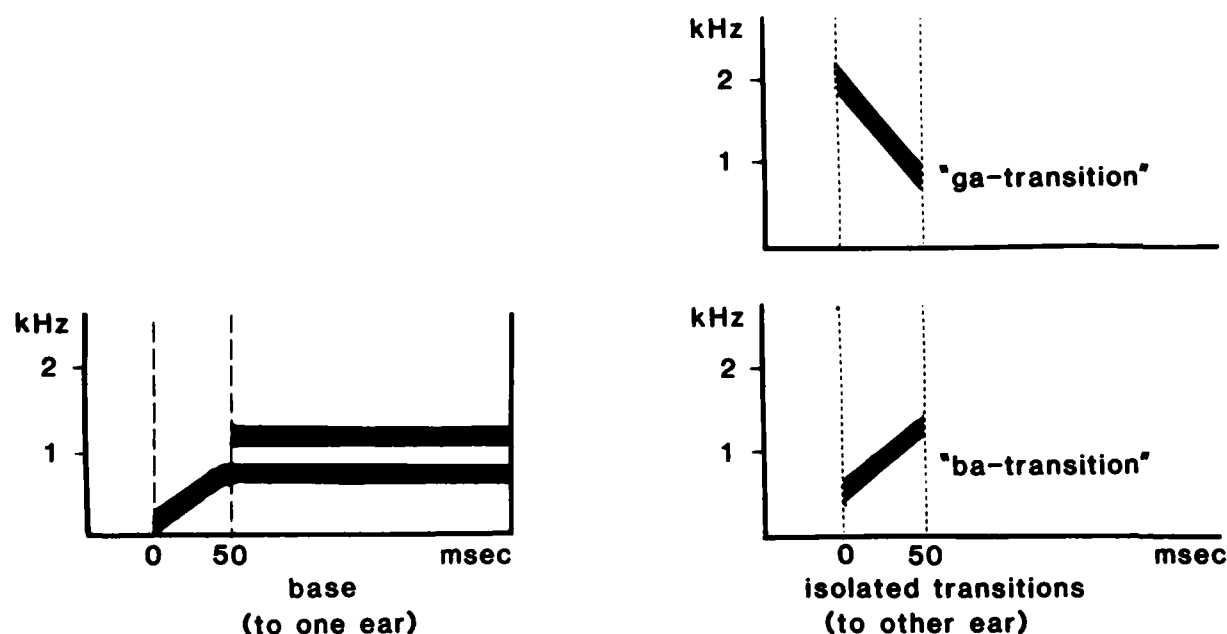 kHz
2
1
"ga-transition"
kHz
2
1
0 50 msec
base
(to one ear)
kHz
2
1
"ba-transition"
0 50 msec
isolated transitions
(to other ear)